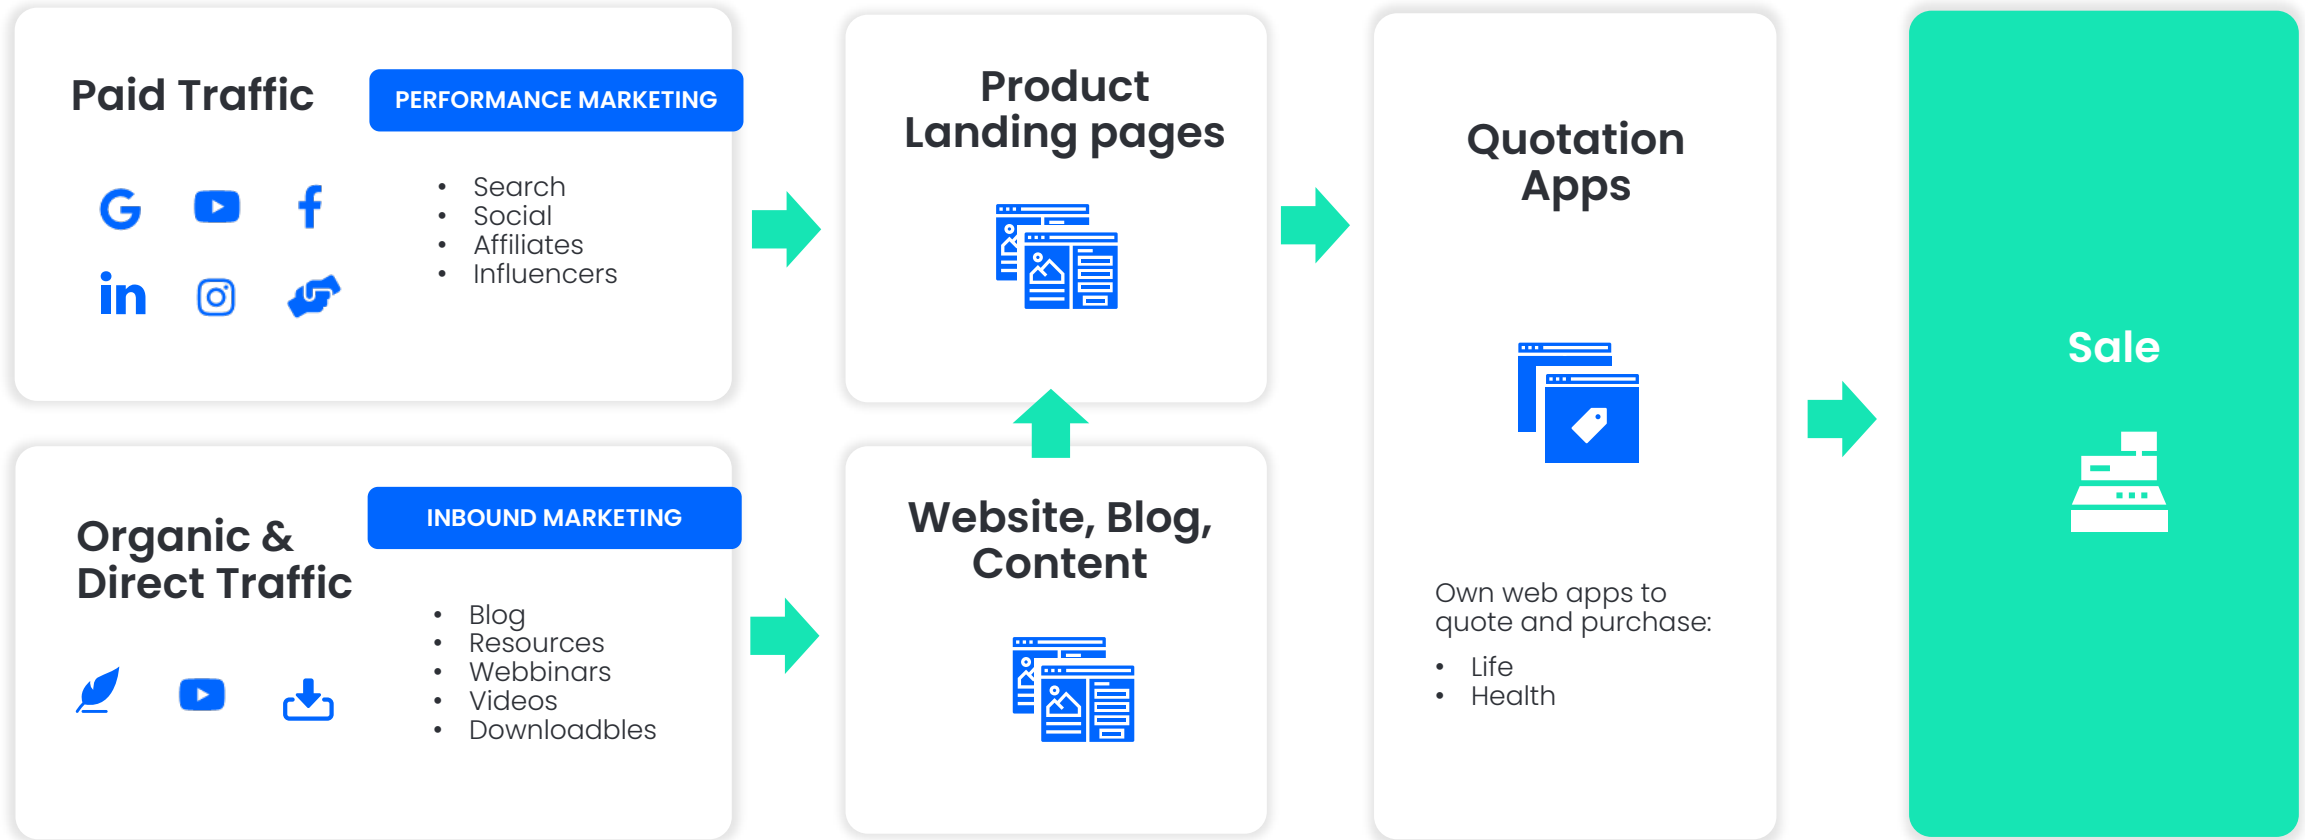 Paid Traffic
PERFORMANCE MARKETING
• Search
• Social
• Affiliates
• Influencers
Organic &
Direct Traffic
INBOUND MARKETING
• Blog
• Resources
• Webbinars
• Videos
• Downloadbles
Product
Landing pages
Website, Blog,
Content
Quotation
Apps
Own web apps to
quote and purchase:
• Life
• Health
Sale